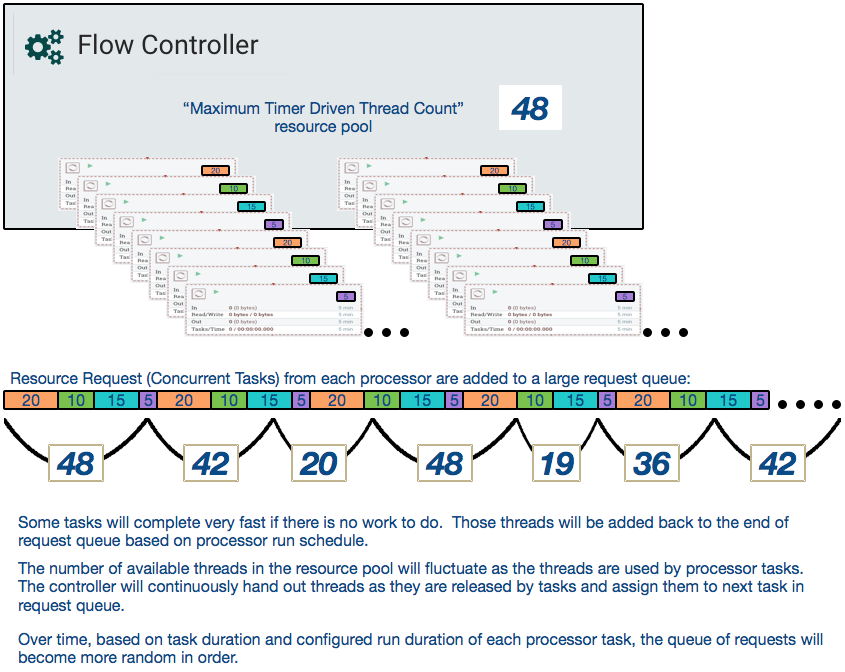 Flow Controller
“Maximum Timer Driven Thread Count”
resource pool
48
20
10
15
5
20
10
15
5
In 0 (0 bytes) 5 min
Read/Write 0 bytes / 0 bytes 5 min
Out 0 (0 bytes) 5 min
Tasks/Time 0 / 00:00:00.000 5 min
20
10
15
5
20
10
15
5
In 0 (0 bytes) 5 min
Read/Write 0 bytes / 0 bytes 5 min
Out 0 (0 bytes) 5 min
Tasks/Time 0 / 00:00:00.000 5 min
Resource Request (Concurrent Tasks) from each processor are added to a large request queue:
20 10 15 5 20 10 15 5 20 10 15 5 20 10 15 5 20 10 15 5
48 42 20 48 19 36 42
Some tasks will complete very fast if there is no work to do. Those threads will be added back to the end of
request queue based on processor run schedule.
The number of available threads in the resource pool will fluctuate as the threads are used by processor tasks.
The controller will continuously hand out threads as they are released by tasks and assign them to next task in
request queue.
Over time, based on task duration and configured run duration of each processor task, the queue of requests will
become more random in order.